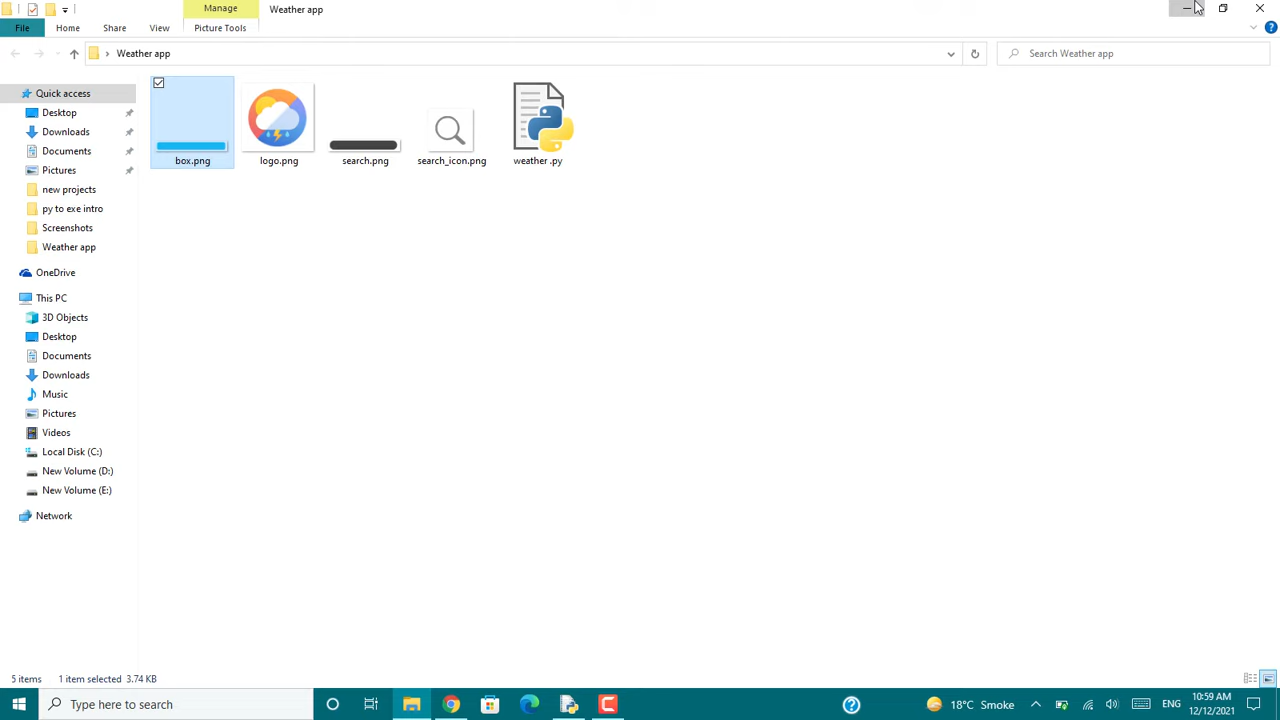 Manage
Weather app
File
Home
Share
View
Picture Tools
Weather app
Search Weather app
Quick access
Desktop
Downloads
Documents
Pictures
new projects
py to exe intro
Screenshots
Weather app
OneDrive
This PC
3D Objects
Desktop
Documents
Downloads
Music
Pictures
Videos
Local Disk (C:)
New Volume (D:)
New Volume (E:)
Network
box.png
logo.png
search.png
search_icon.png
weather .py
5 items
1 item selected 3.74 KB
Type here to search
18°C Smoke
ENG
10:59 AM
12/12/2021